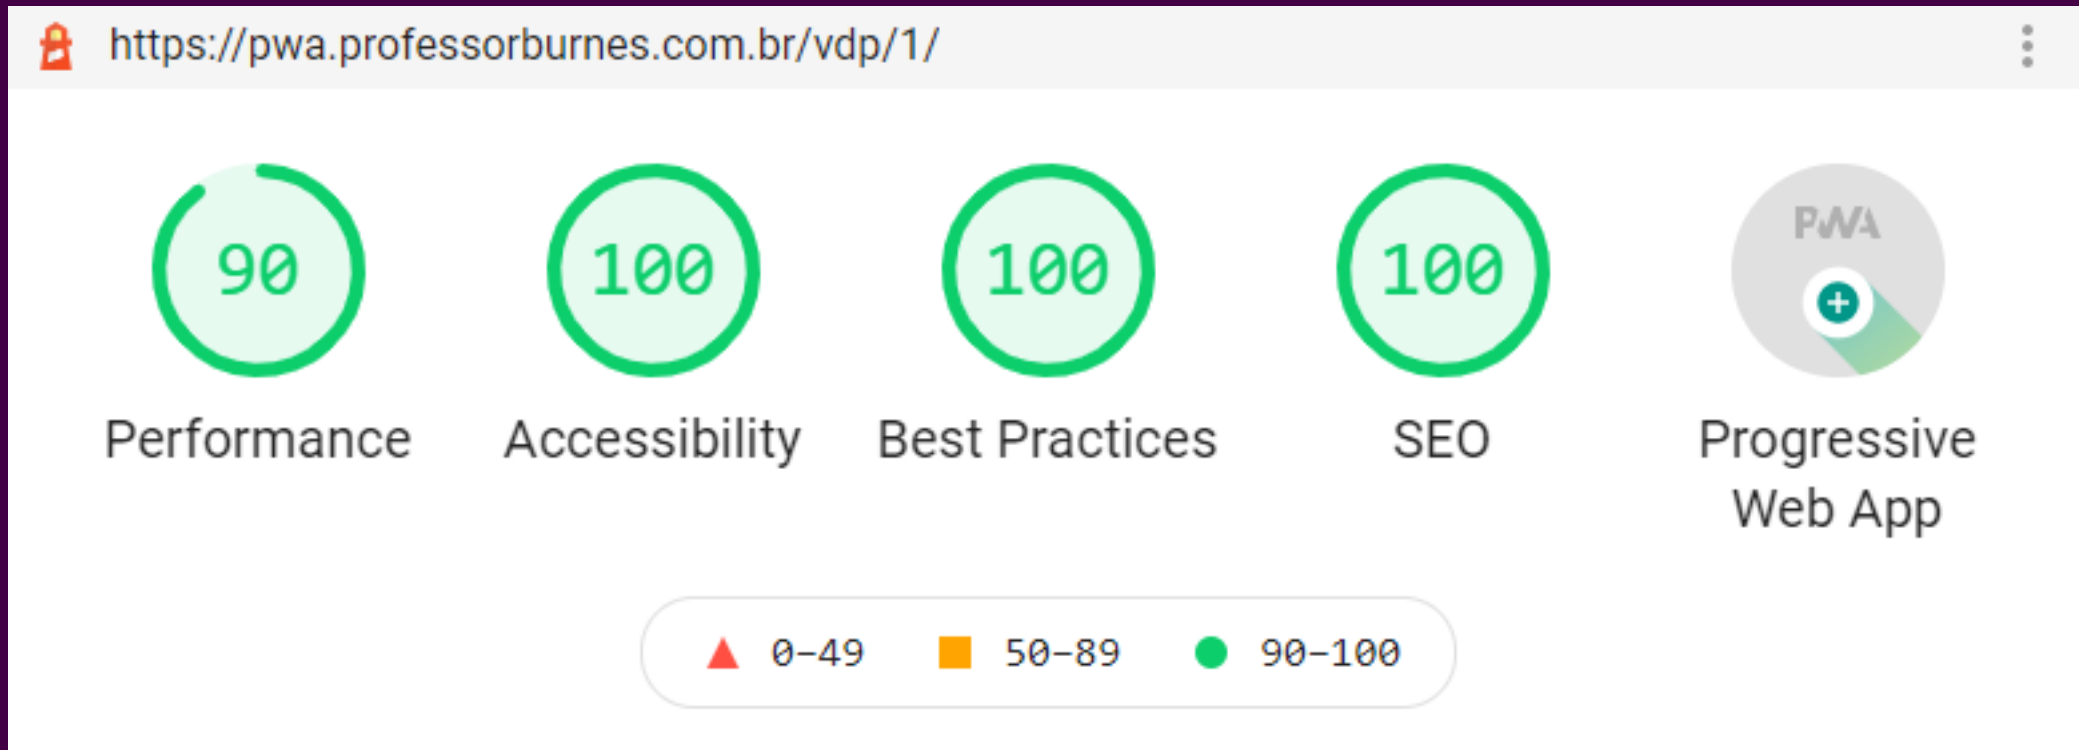 https://pwa.professorburnes.com.br/vdp/1/
90 100 100 100 PWA
Performance Accessibility Best Practices SEO Progressive
Web App
0–49 50–89 90–100